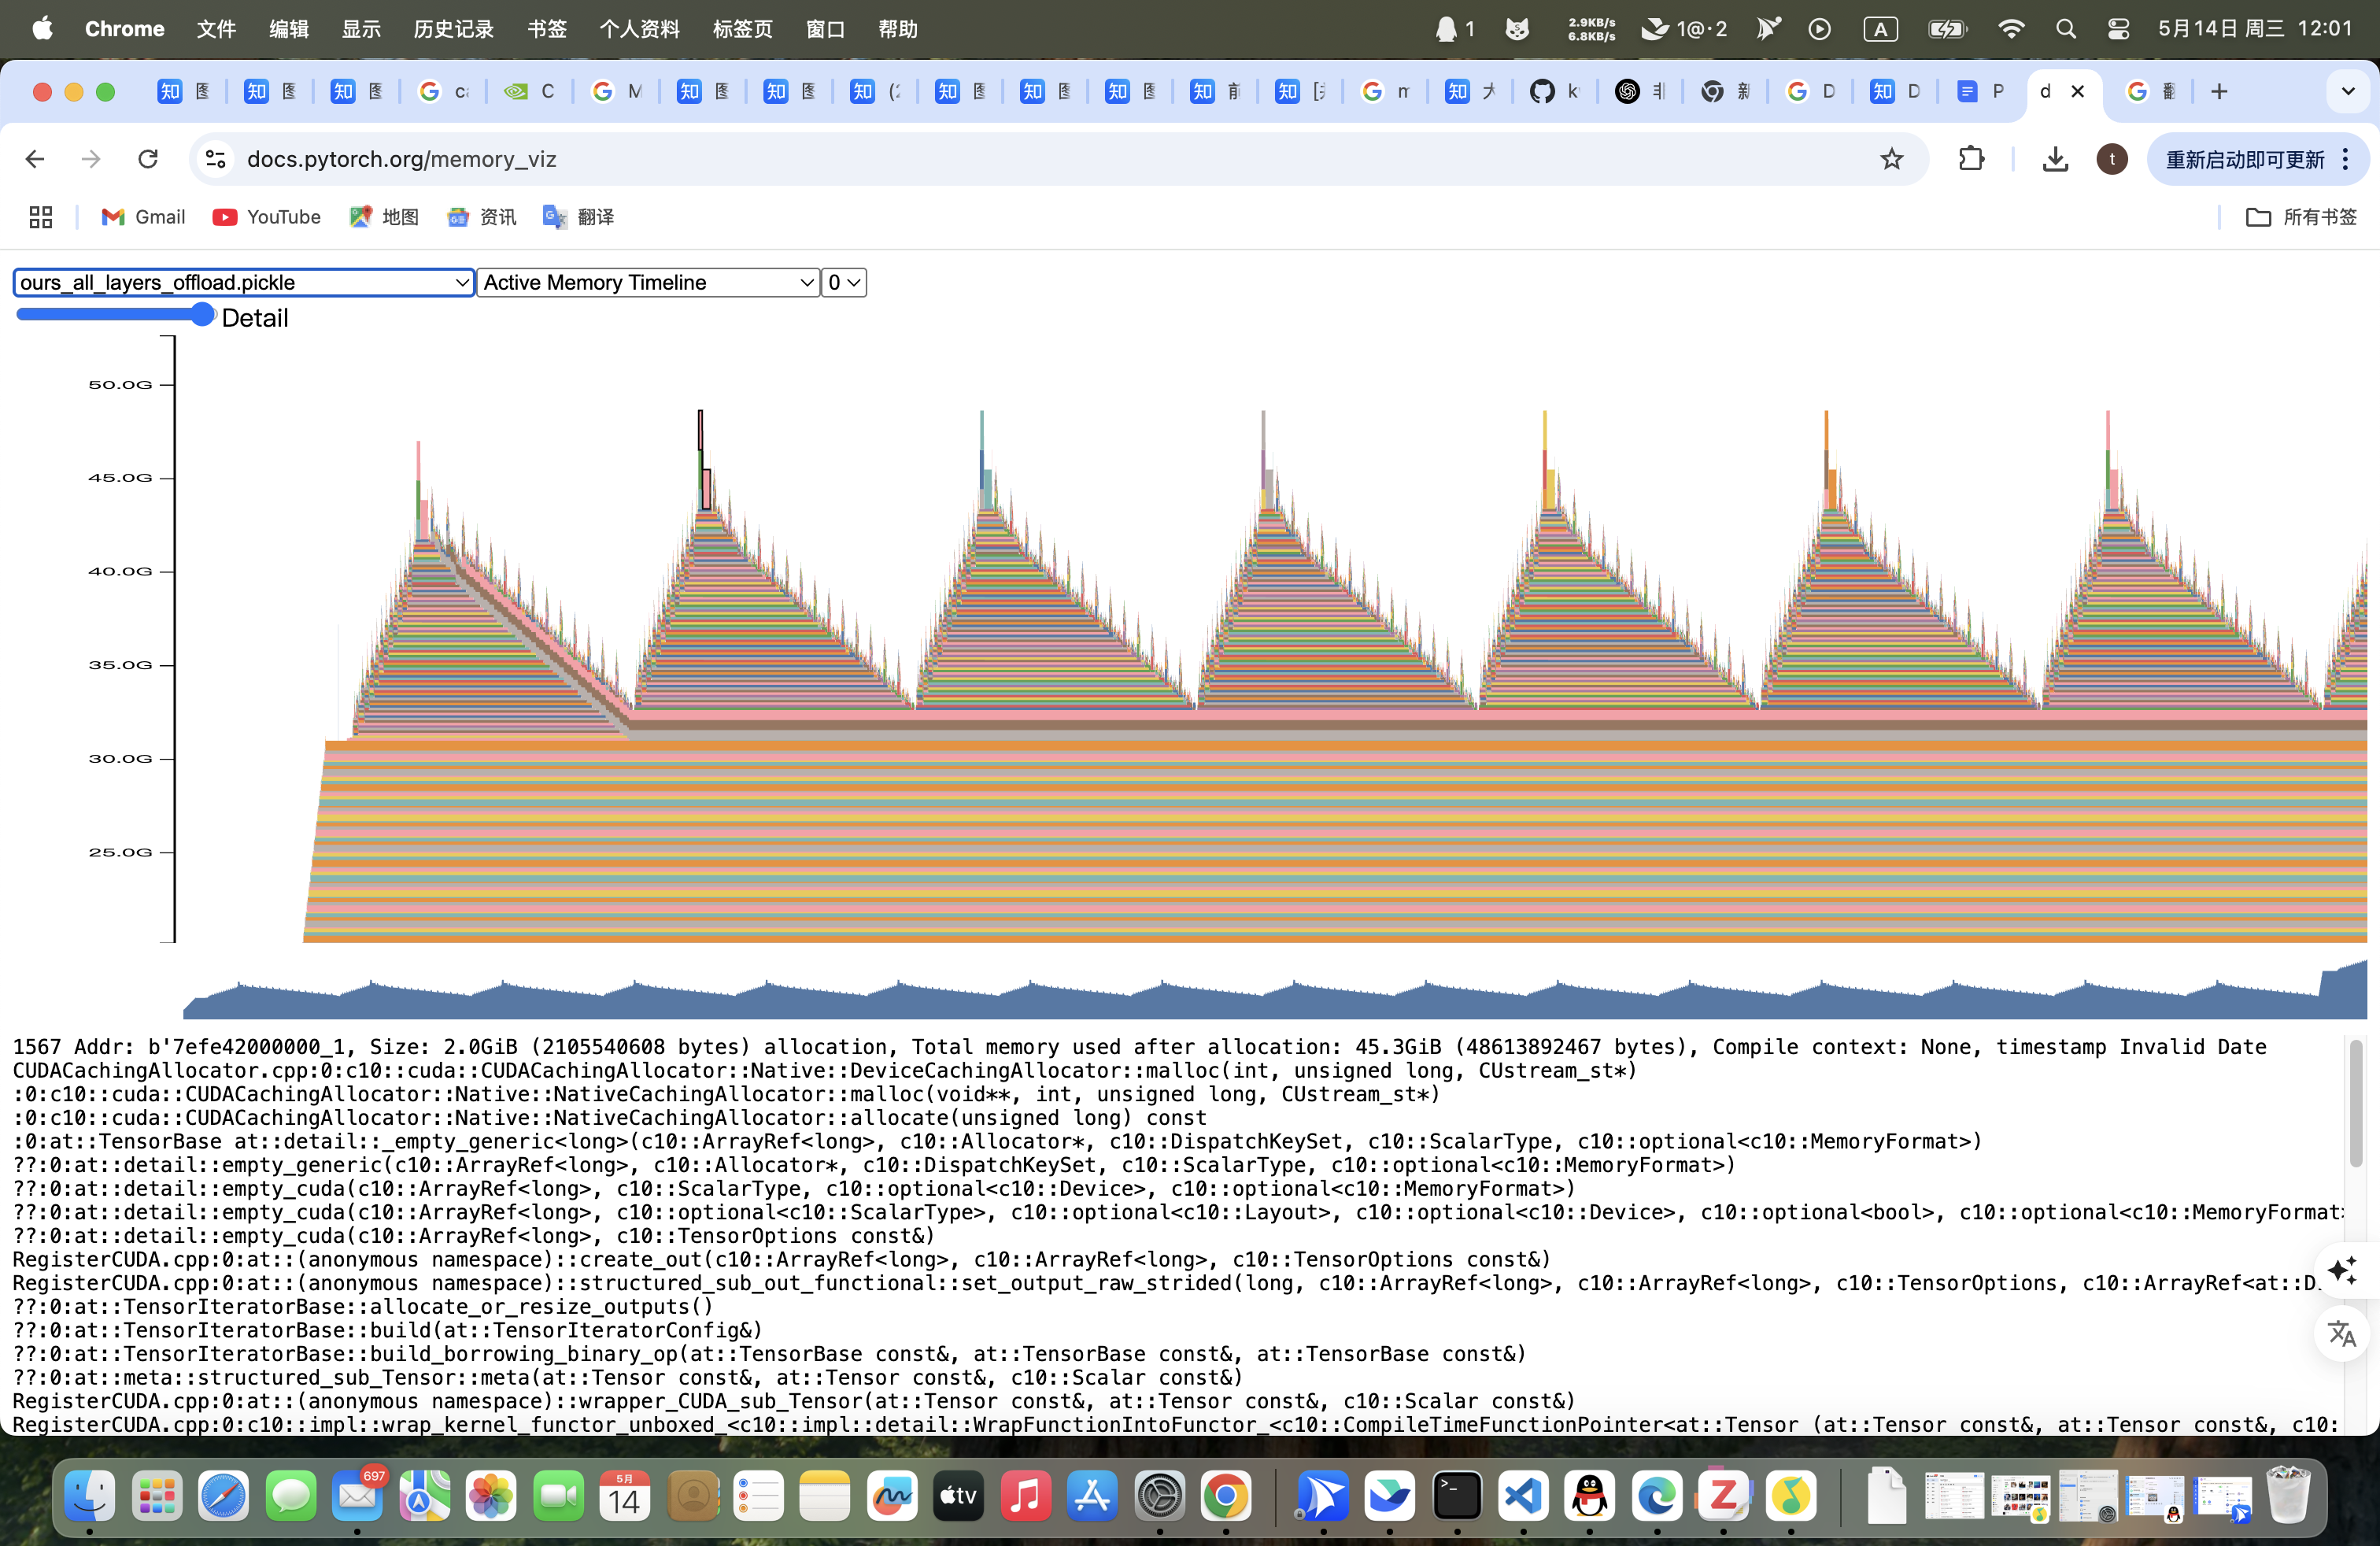 Chrome 文件 编辑 显示 历史记录 书签 个人资料 标签页 窗口 帮助 1 2.9KB/s 6.8KB/s 1@·2 A 5月14日 周三 12:01
docs.pytorch.org/memory_viz t 重新启动即可更新
Gmail YouTube 地图 资讯 翻译 所有书签
ours_all_layers_offload.pickle Active Memory Timeline 0
Detail
50.0G
45.0G
40.0G
35.0G
30.0G
25.0G
1567 Addr: b'7efe42000000_1, Size: 2.0GiB (2105540608 bytes) allocation, Total memory used after allocation: 45.3GiB (48613892467 bytes), Compile context: None, timestamp Invalid Date
CUDACachingAllocator.cpp:0:c10::cuda::CUDACachingAllocator::Native::DeviceCachingAllocator::malloc(int, unsigned long, CUstream_st*)
:0:c10::cuda::CUDACachingAllocator::Native::NativeCachingAllocator::malloc(void**, int, unsigned long, CUstream_st*)
:0:c10::cuda::CUDACachingAllocator::Native::NativeCachingAllocator::allocate(unsigned long) const
:0:at::TensorBase at::detail::_empty_generic<long>(c10::ArrayRef<long>, c10::Allocator*, c10::DispatchKeySet, c10::ScalarType, c10::optional<c10::MemoryFormat>)
??:0:at::detail::empty_generic(c10::ArrayRef<long>, c10::Allocator*, c10::DispatchKeySet, c10::ScalarType, c10::optional<c10::MemoryFormat>)
??:0:at::detail::empty_cuda(c10::ArrayRef<long>, c10::ScalarType, c10::optional<c10::Device>, c10::optional<c10::MemoryFormat>)
??:0:at::detail::empty_cuda(c10::ArrayRef<long>, c10::optional<c10::ScalarType>, c10::optional<c10::Layout>, c10::optional<c10::Device>, c10::optional<bool>, c10::optional<c10::MemoryFormat>
??:0:at::detail::empty_cuda(c10::ArrayRef<long>, c10::TensorOptions const&)
RegisterCUDA.cpp:0:at::(anonymous namespace)::create_out(c10::ArrayRef<long>, c10::ArrayRef<long>, c10::TensorOptions const&)
RegisterCUDA.cpp:0:at::(anonymous namespace)::structured_sub_out_functional::set_output_raw_strided(long, c10::ArrayRef<long>, c10::ArrayRef<long>, c10::TensorOptions, c10::ArrayRef<at::D
??:0:at::TensorIteratorBase::allocate_or_resize_outputs()
??:0:at::TensorIteratorBase::build(at::TensorIteratorConfig&)
??:0:at::TensorIteratorBase::build_borrowing_binary_op(at::TensorBase const&, at::TensorBase const&, at::TensorBase const&)
??:0:at::meta::structured_sub_Tensor::meta(at::Tensor const&, at::Tensor const&, c10::Scalar const&)
RegisterCUDA.cpp:0:at::(anonymous namespace)::wrapper_CUDA_sub_Tensor(at::Tensor const&, at::Tensor const&, c10::Scalar const&)
RegisterCUDA.cpp:0:c10::impl::wrap_kernel_functor_unboxed_<c10::impl::detail::WrapFunctionIntoFunctor_<c10::CompileTimeFunctionPointer<at::Tensor (at::Tensor const&, at::Tensor const&, c10:
697 5月 14 tv